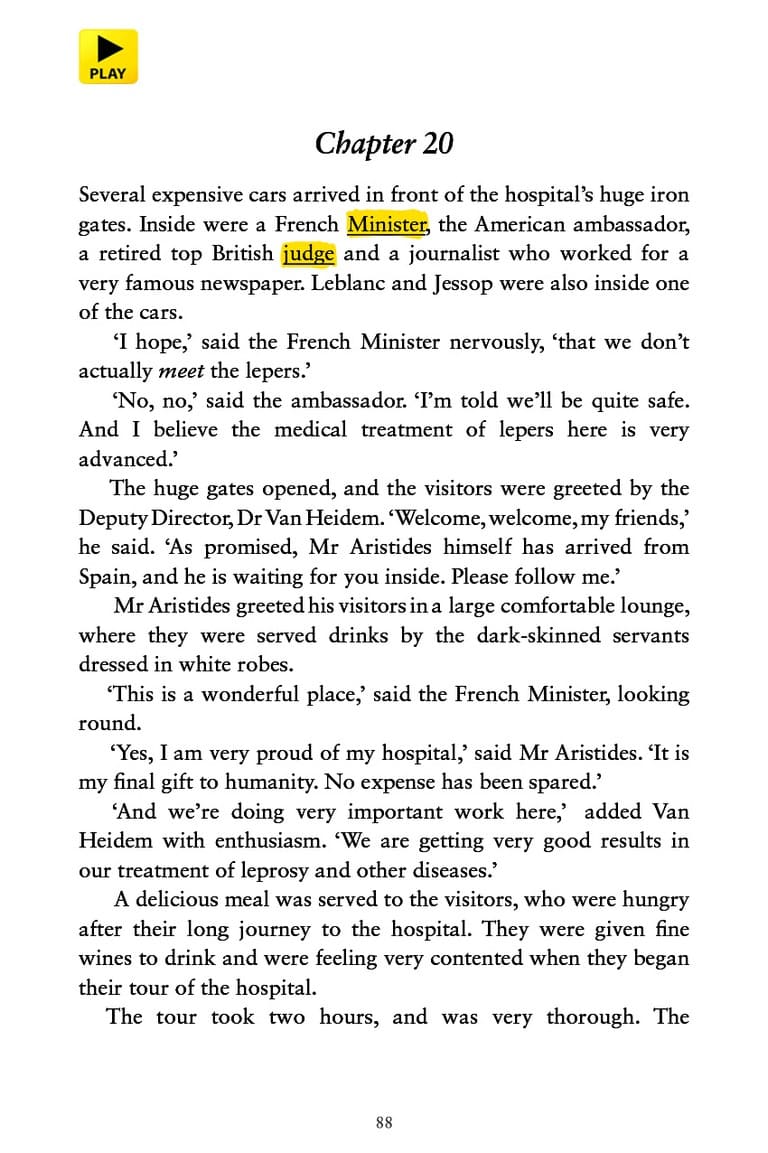 PLAY
Chapter 20
Several expensive cars arrived in front of the hospital’s huge iron
gates. Inside were a French Minister, the American ambassador,
a retired top British judge and a journalist who worked for a
very famous newspaper. Leblanc and Jessop were also inside one
of the cars.
‘I hope,’ said the French Minister nervously, ‘that we don’t
actually meet the lepers.’
‘No, no,’ said the ambassador. ‘I’m told we’ll be quite safe.
And I believe the medical treatment of lepers here is very
advanced.’
The huge gates opened, and the visitors were greeted by the
Deputy Director, Dr Van Heidem. ‘Welcome, welcome, my friends,’
he said. ‘As promised, Mr Aristides himself has arrived from
Spain, and he is waiting for you inside. Please follow me.’
Mr Aristides greeted his visitors in a large comfortable lounge,
where they were served drinks by the dark-skinned servants
dressed in white robes.
‘This is a wonderful place,’ said the French Minister, looking
round.
‘Yes, I am very proud of my hospital,’ said Mr Aristides. ‘It is
my final gift to humanity. No expense has been spared.’
‘And we’re doing very important work here,’ added Van
Heidem with enthusiasm. ‘We are getting very good results in
our treatment of leprosy and other diseases.’
A delicious meal was served to the visitors, who were hungry
after their long journey to the hospital. They were given fine
wines to drink and were feeling very contented when they began
their tour of the hospital.
The tour took two hours, and was very thorough. The
88